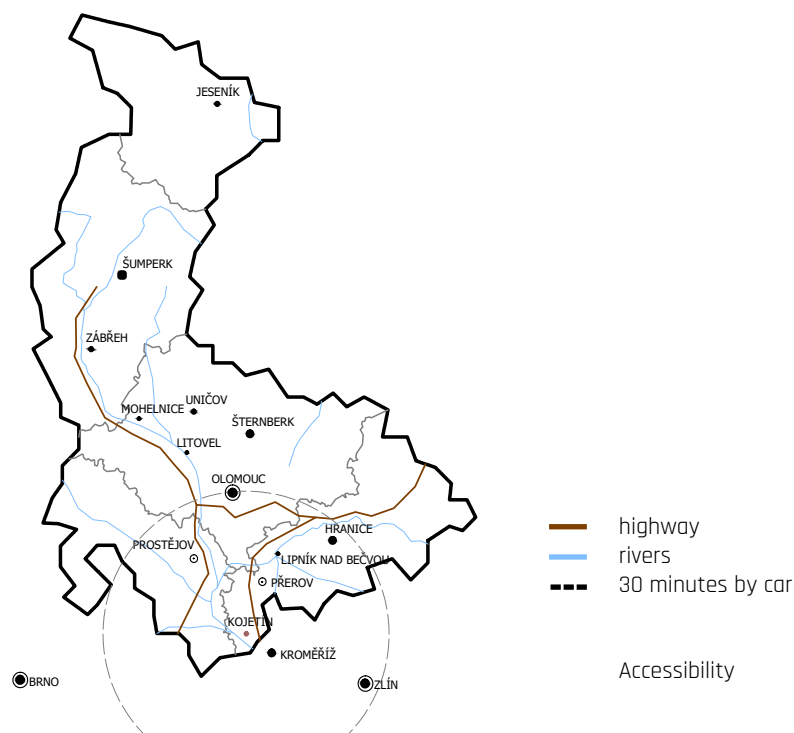 JESENÍK
ŠUMPERK
ZÁBŘEH
UNIČOV
MOHELNICE
ŠTERNBERK
LITOVEL
OLOMOUC
HRANICE
PROSTĚJOV
LIPNÍK NAD BEČVOU
PŘEROV
KOJETÍN
KROMĚŘÍŽ
BRNO
ZLÍN
highway
rivers
30 minutes by car
Accessibility